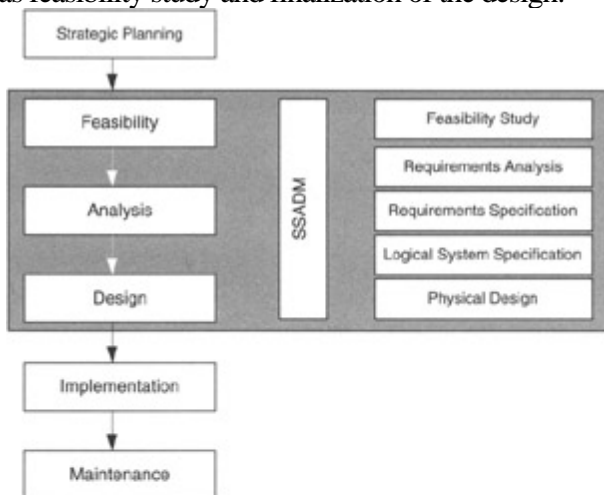 as feasibility study and finalization of the design.
Strategic Planning
Feasibility
Analysis
Design
SSADM
Feasibility Study
Requirements Analysis
Requirements Specification
Logical System Specification
Physical Design
Implementation
Maintenance